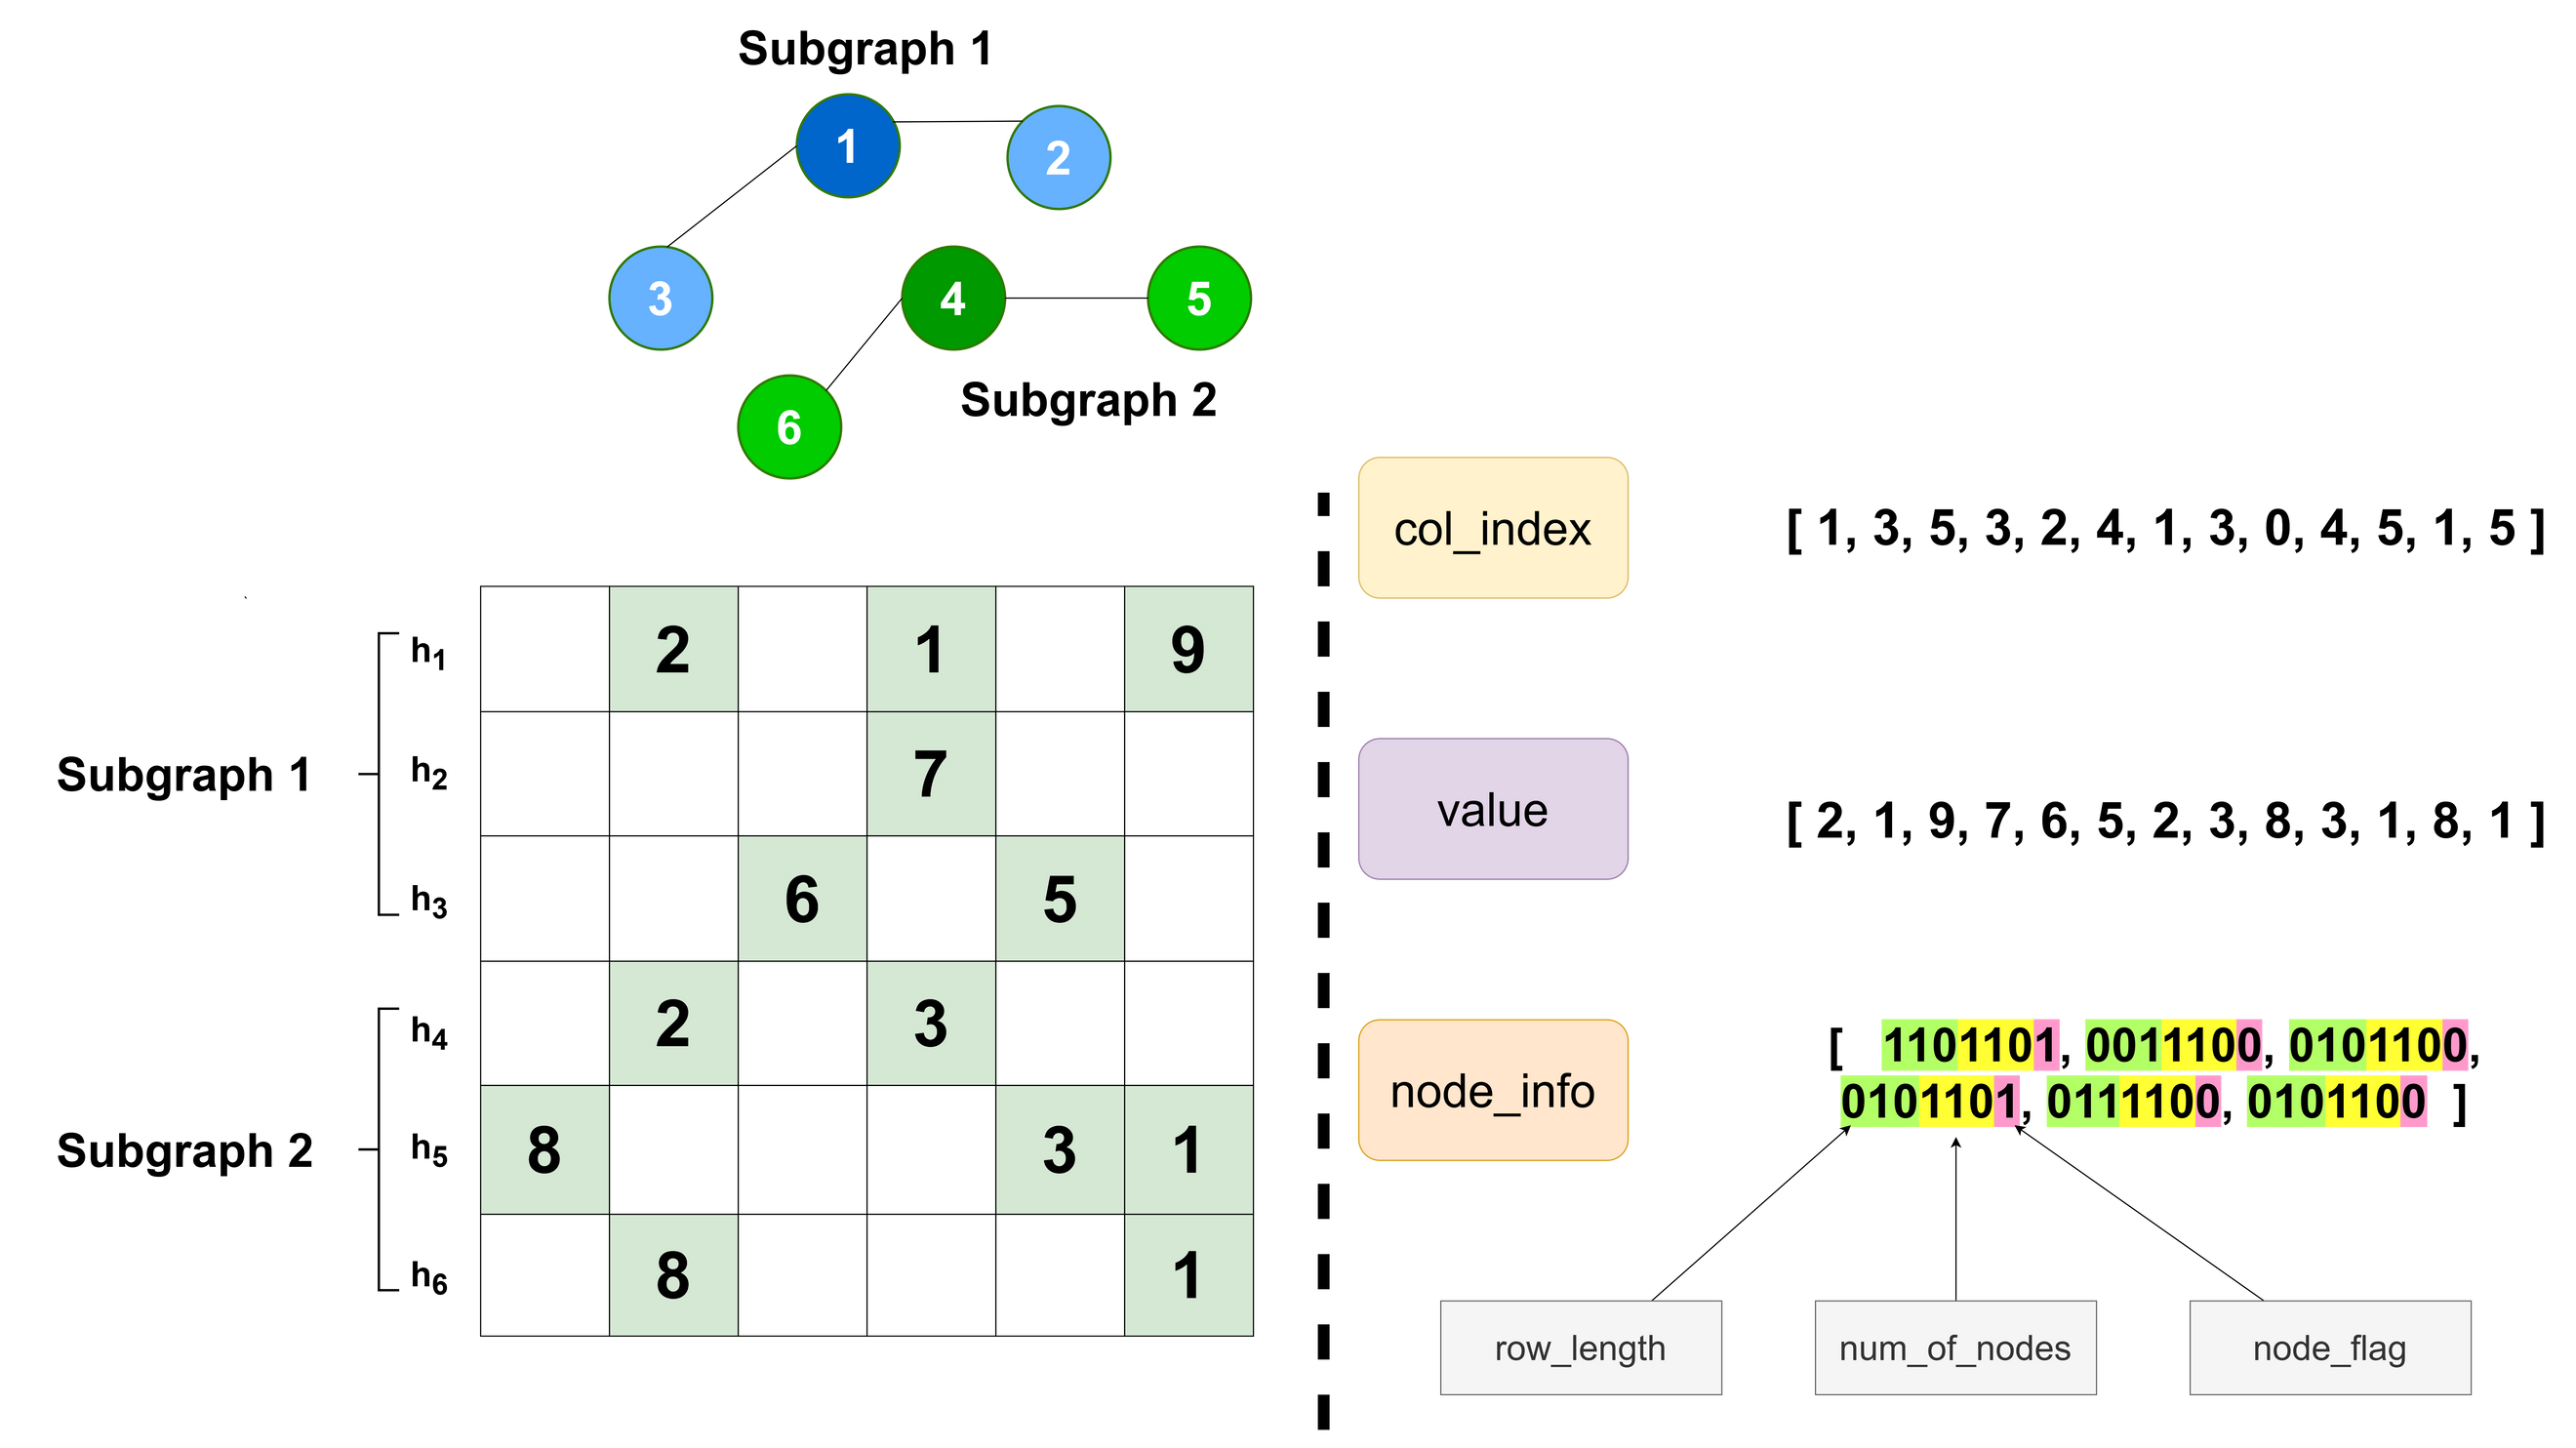 Subgraph 1
1
2
3
4
5
6
Subgraph 2
col_index
[ 1, 3, 5, 3, 2, 4, 1, 3, 0, 4, 5, 1, 5 ]
h1
2 1 9
Subgraph 1
h2
7
value
[ 2, 1, 9, 7, 6, 5, 2, 3, 8, 3, 1, 8, 1 ]
h3
6 5
h4
2 3
node_info
[ 1101101, 0011100, 0101100,
0101101, 0111100, 0101100 ]
Subgraph 2
h5
8 3 1
h6
8 1
row_length
num_of_nodes
node_flag